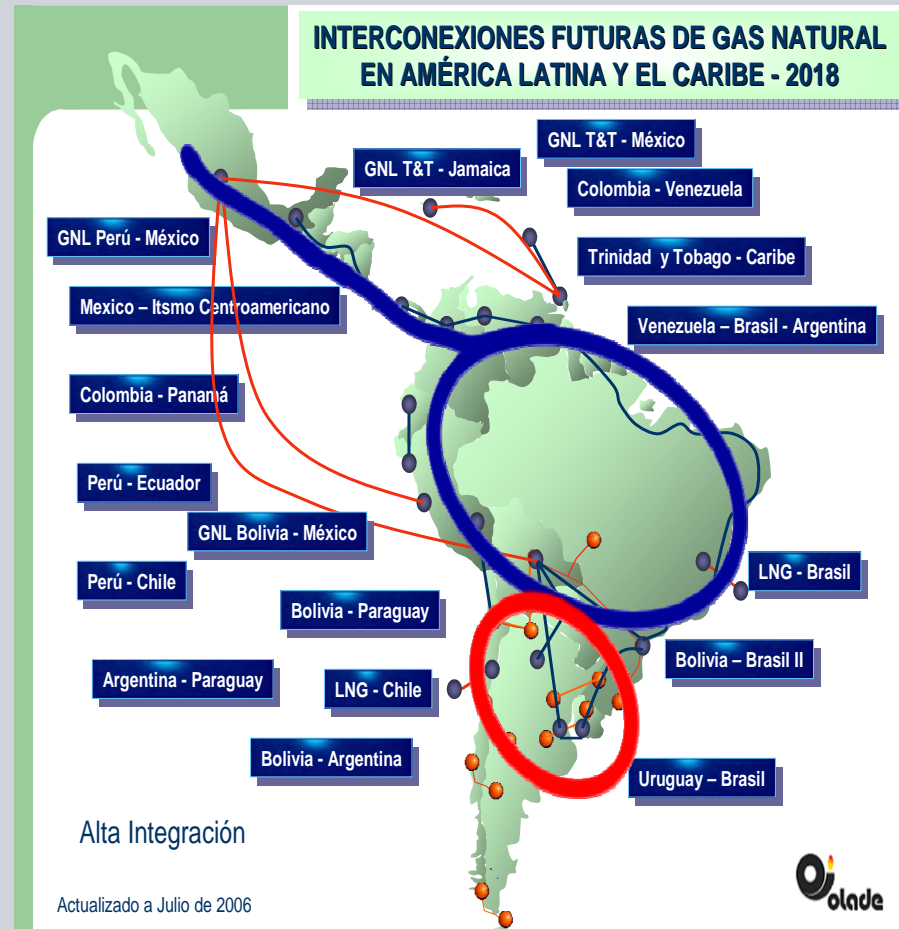 INTERCONEXIONES FUTURAS DE GAS NATURAL
EN AMÉRICA LATINA Y EL CARIBE - 2018
GNL T&T - México
GNL T&T - Jamaica
Colombia - Venezuela
GNL Perú - México
Trinidad y Tobago - Caribe
Mexico – Itsmo Centroamericano
Venezuela – Brasil - Argentina
Colombia - Panamá
Perú - Ecuador
GNL Bolivia - México
Perú - Chile
LNG - Brasil
Bolivia - Paraguay
Bolivia – Brasil II
Argentina - Paraguay
LNG - Chile
Bolivia - Argentina
Uruguay – Brasil
Alta Integración
Actualizado a Julio de 2006
olade